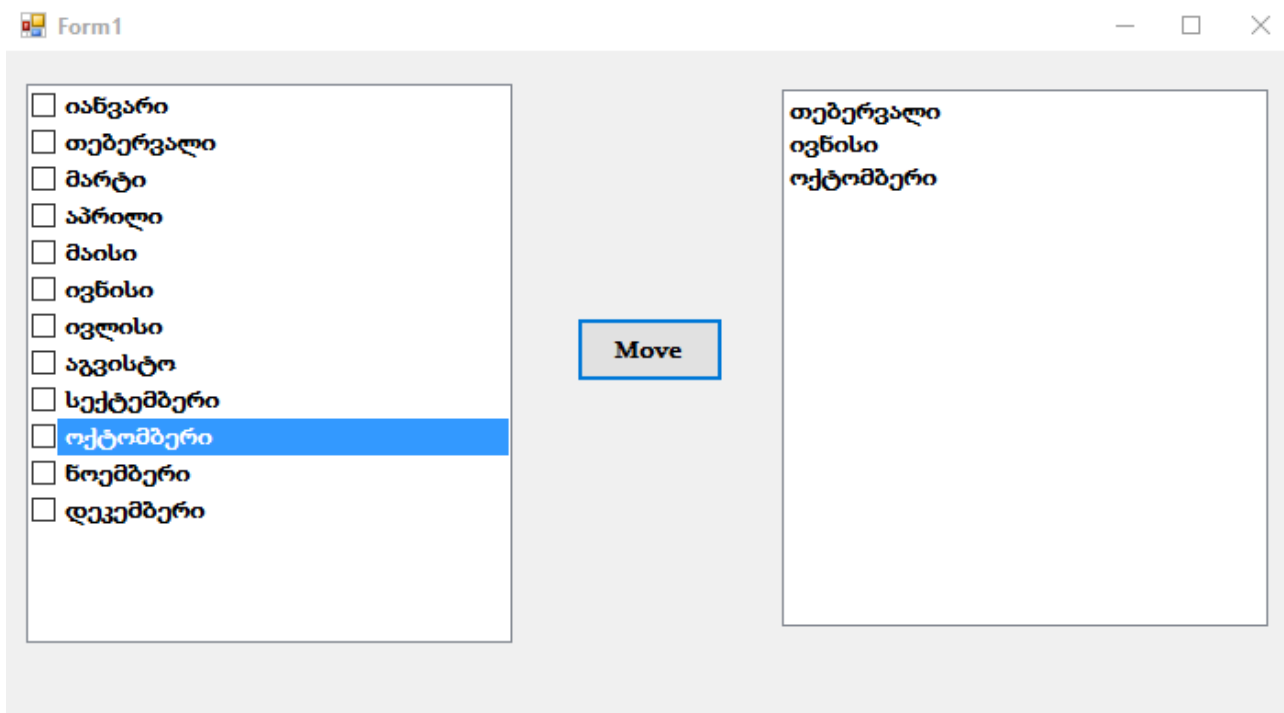 Form1
იანვარი
თებერვალი
მარტი
აპრილი
მაისი
ივნისი
ივლისი
აგვისტო
სექტემბერი
ოქტომბერი
ნოემბერი
დეკემბერი
Move
თებერვალი
ივნისი
ოქტომბერი